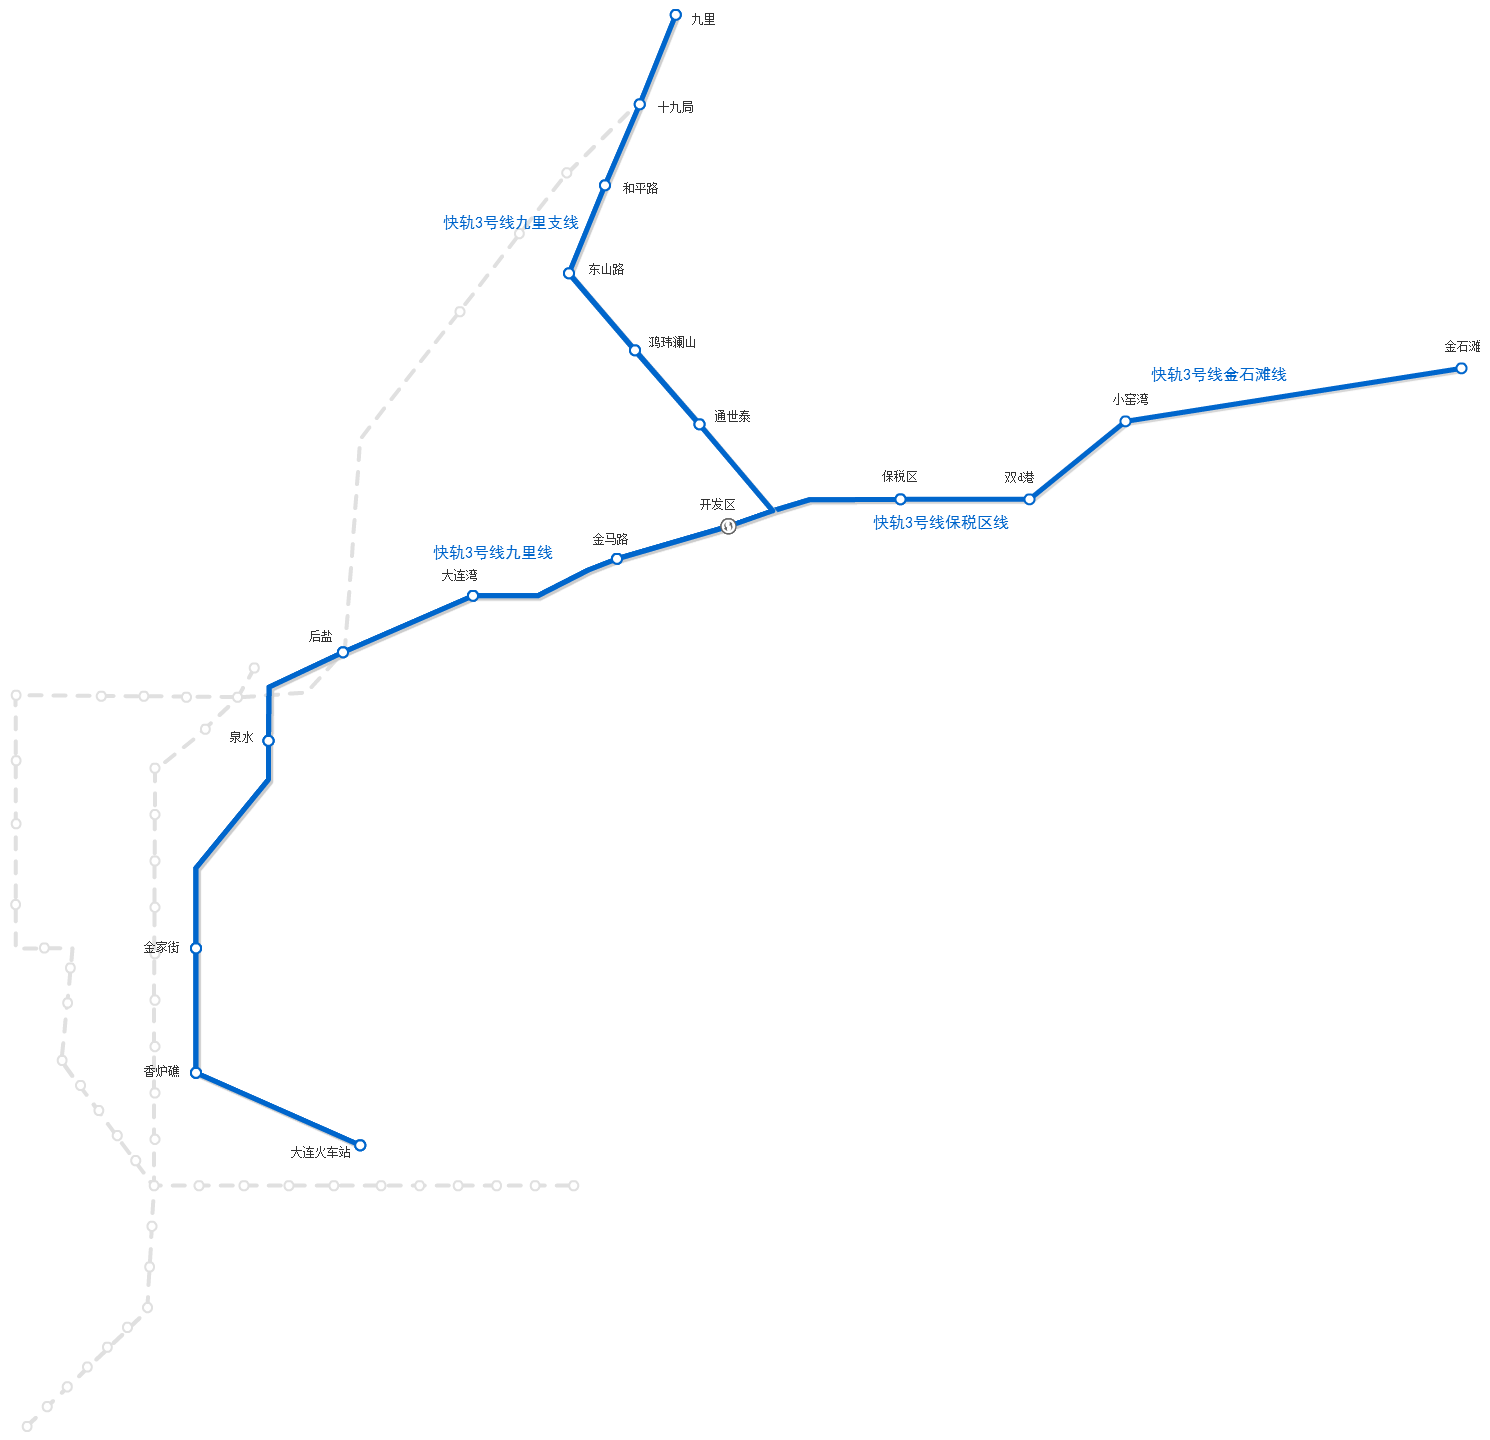 九里
十九局
和平路
快轨3号线九里支线
东山路
鸿玮澜山
金石滩
快轨3号线金石滩线
小窑湾
通世泰
保税区
双d港
开发区
快轨3号线保税区线
金马路
快轨3号线九里线
大连湾
后盐
泉水
金家街
香炉礁
大连火车站